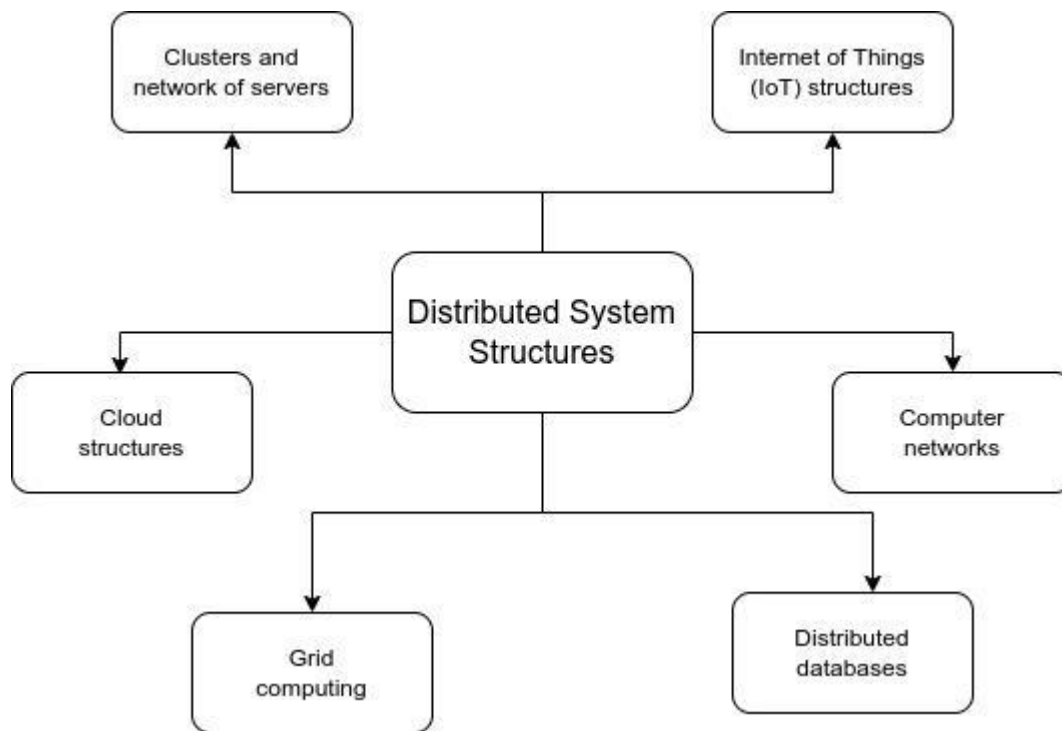 Clusters and
network of servers
Internet of Things
(IoT) structures
Distributed System
Structures
Cloud
structures
Computer
networks
Grid
computing
Distributed
databases